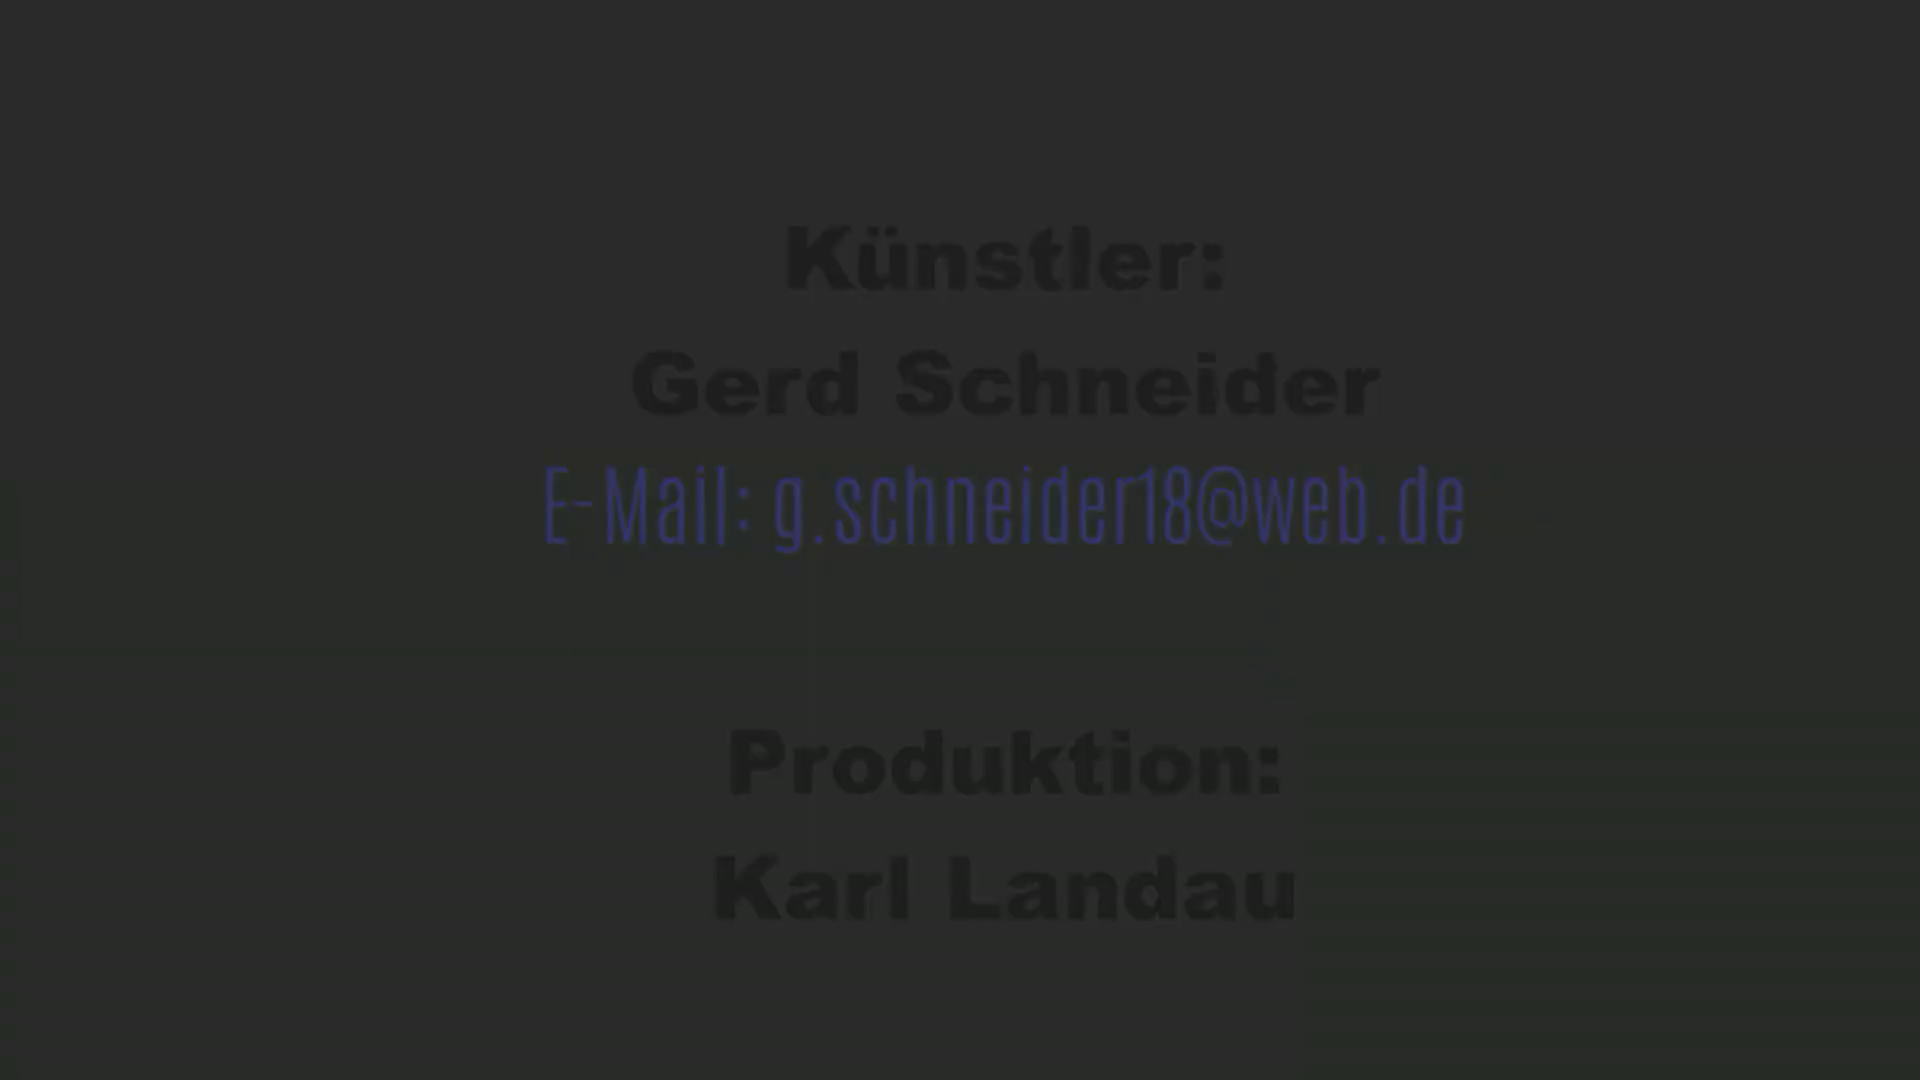 Künstler:
Gerd Schneider
E-Mail: g.schneider18@web.de
Produktion:
Karl Landau